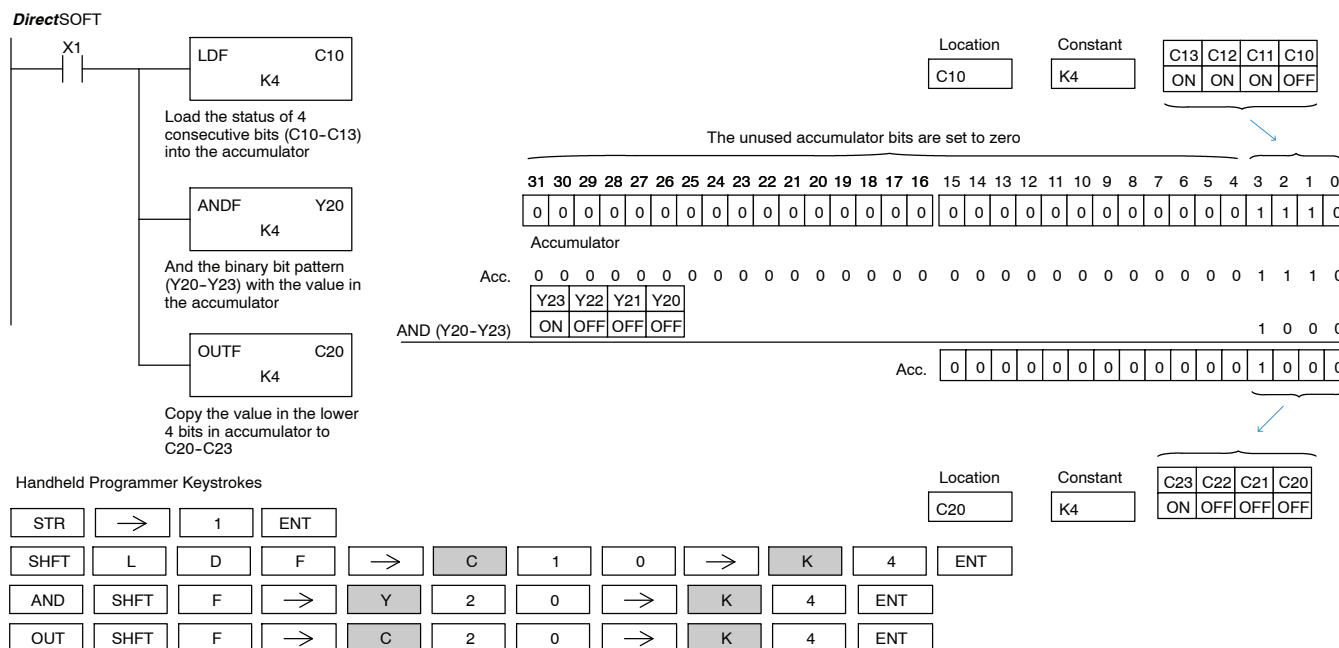 DirectSOFT
X1
LDF C10
K4
Load the status of 4
consecutive bits (C10-C13)
into the accumulator
ANDF Y20
K4
And the binary bit pattern
(Y20-Y23) with the value in
the accumulator
OUTF C20
K4
Copy the value in the lower
4 bits in accumulator to
C20-C23
Location Constant
C10 K4
C13 C12 C11 C10
ON ON ON OFF
The unused accumulator bits are set to zero
31 30 29 28 27 26 25 24 23 22 21 20 19 18 17 16 15 14 13 12 11 10 9 8 7 6 5 4 3 2 1 0
0 0 0 0 0 0 0 0 0 0 0 0 0 0 0 0 0 0 0 0 0 0 0 0 0 0 0 0 1 1 1 0
Accumulator
Acc. 0 0 0 0 0 0 0 0 0 0 0 0 0 0 0 0 0 0 0 0 0 0 0 0 0 0 0 0 1 1 1 0
Y23 Y22 Y21 Y20
ON OFF OFF OFF
AND (Y20-Y23) 1 0 0 0
Acc. 0 0 0 0 0 0 0 0 0 0 0 0 1 0 0 0
Location Constant
C20 K4
C23 C22 C21 C20
ON OFF OFF OFF
Handheld Programmer Keystrokes
STR → 1 ENT
SHFT L D F → C 1 0 → K 4 ENT
AND SHFT F → Y 2 0 → K 4 ENT
OUT SHFT F → C 2 0 → K 4 ENT